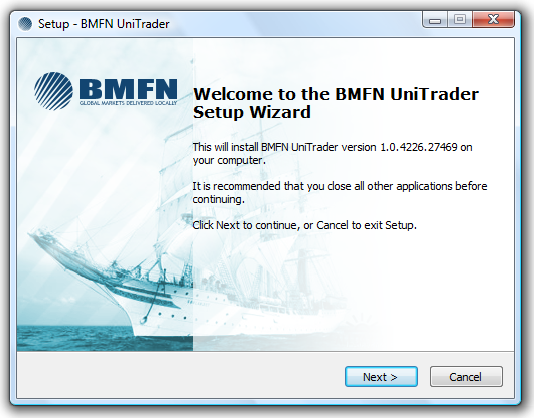 Setup - BMFN UniTrader
BMFN
GLOBAL MARKETS DELIVERED LOCALLY
Welcome to the BMFN UniTrader
Setup Wizard
This will install BMFN UniTrader version 1.0.4226.27469 on
your computer.
It is recommended that you close all other applications before
continuing.
Click Next to continue, or Cancel to exit Setup.
Next >
Cancel